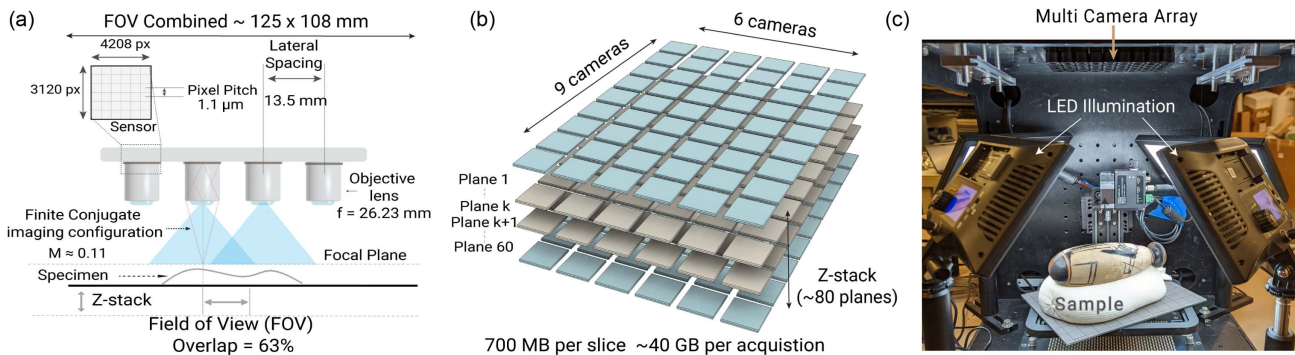 (a)
FOV Combined ~ 125 x 108 mm
4208 px
3120 px
Pixel Pitch
1.1 µm
Sensor
Lateral
Spacing
13.5 mm
Objective
lens
f = 26.23 mm
Finite Conjugate
imaging configuration
M ≈ 0.11
Focal Plane
Specimen
Z-stack
Field of View (FOV)
Overlap = 63%
(b)
6 cameras
9 cameras
Plane 1
Plane k
Plane k+1
Plane 60
Z-stack
(~80 planes)
700 MB per slice ~40 GB per acquistion
(c)
Multi Camera Array
LED Illumination
Sample